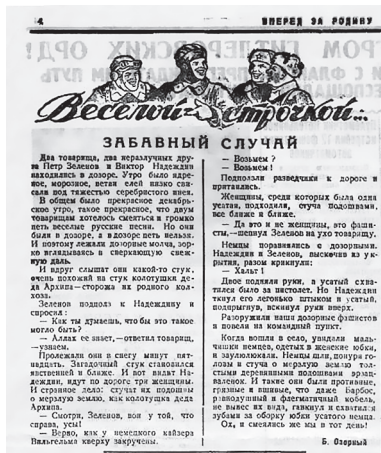 4 ВПЕРЕД ЗА РОДИНУ
Веселой строчкой...
ЗАБАВНЫЙ СЛУЧАЙ
Два товарища, два неразлучных дру-
га Петр Зеленов и Виктор Надеждин
находились в дозоре. Утро было ядре-
ное, морозное, ветви елей низко свиса-
ли под тяжестью серебристого инея.
В общем было прекрасное декабрь-
ское утро, такое прекрасное, что двум
товарищам хотелось смеяться и громко
петь веселые русские песни. Но они
были в дозоре, а в дозоре петь нельзя.
И поэтому лежали дозорные молча, зор-
ко вглядываясь в сверкающую снеж-
ную даль.
И вдруг слышат они какой-то стук,
очень похожий на стук колотушки де-
да Архипа—сторожа их родного кол-
хоза.
Зеленов подполз к Надеждину и
спросил:
— Как ты думаешь, что бы это такое
могло быть?
— Аллах ее знает,—ответил товарищ,
—узнаем.
Пролежали они в снегу минут пят-
надцать. Загадочный стук становился
явственней и ближе. И вот видят На-
деждин, идут по дороге три женщины.
И странное дело: стучат их подошвы
о мерзлую землю, как колотушка деда
Архипа.
— Смотри, Зеленов, вон у той, что
справа, усы!
— Верно, как у немецкого кайзера
Вильгельма кверху закручены.
— Возьмем?
— Возьмем!
Подползли разведчики к дороге и
притаились.
Женщины, среди которых была одна
усатая, подходили, стуча подошвами,
все ближе и ближе.
— Да это и не женщины, это фаши-
сты,—шепнул Зеленов на ухо товарищу.
Немцы поравнялись с дозорными.
Надеждин и Зеленов, выскочив из ук-
рытия, разом крикнули:
— Хальт!
Двое подняли руки, а усатый схва-
тился было за пистолет. Но Надеждин
ткнул его легонько штыком в усатый,
подпрыгнув, вскинул руки вверх.
Разоружили наши дозорные фашистов
и повели на командный пункт.
Когда вошли в село, увидали маль-
чишки немцев, одетых в женские юбки,
и заулюлюкали. Немцы шли, понуря го-
ловы и стуча о мерзлую землю тол-
стыми деревянными подошвами эрзац-
валенок. И такие они были противные,
грязные и вшивые, что даже Барбос,
равнодушный и флегматичный кобель,
не вынес их вида, гавкнул и схватился
зубами за оборку юбки усатого немца.
Ох, и смеялись же мы в тот день!
Б. Озорный